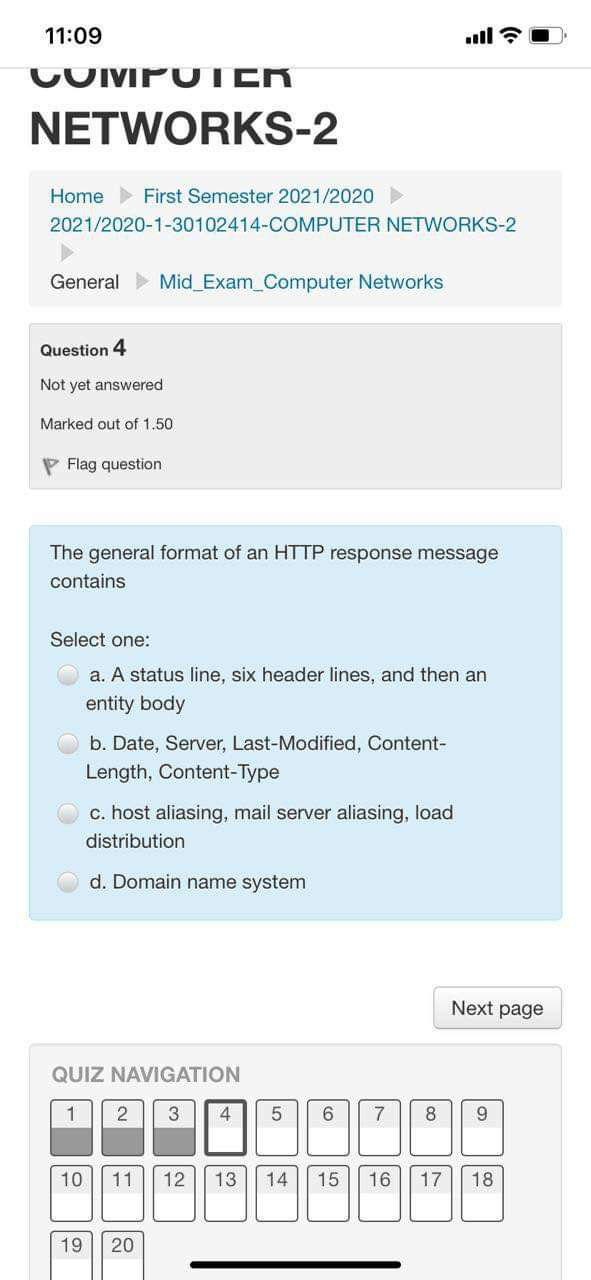 11:09
COMPUTER
NETWORKS-2
Home First Semester 2021/2020
2021/2020-1-30102414-COMPUTER NETWORKS-2
General Mid_Exam_Computer Networks
Question 4
Not yet answered
Marked out of 1.50
Flag question
The general format of an HTTP response message
contains
Select one:
a. A status line, six header lines, and then an
entity body
b. Date, Server, Last-Modified, Content-
Length, Content-Type
c. host aliasing, mail server aliasing, load
distribution
d. Domain name system
Next page
QUIZ NAVIGATION
1 2 3 4 5 6 7 8 9
10 11 12 13 14 15 16 17 18
19 20